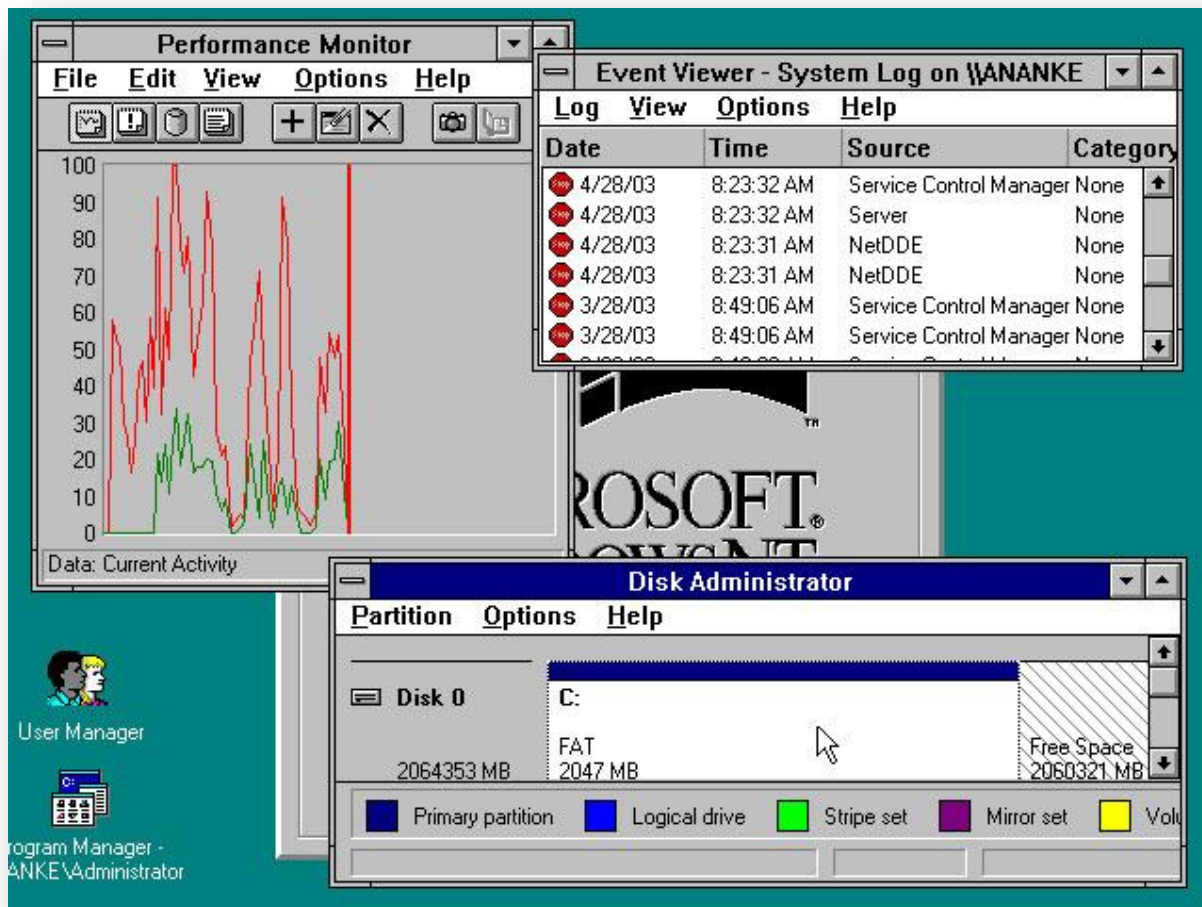 Performance Monitor
File Edit View Options Help
100
90
80
70
60
50
40
30
20
10
0
Data: Current Activity
Event Viewer - System Log on \\ANANKE
Log View Options Help
Date Time Source Category
4/28/03 8:23:32 AM Service Control Manager None
4/28/03 8:23:32 AM Server None
4/28/03 8:23:31 AM NetDDE None
4/28/03 8:23:31 AM NetDDE None
3/28/03 8:49:06 AM Service Control Manager None
3/28/03 8:49:06 AM Service Control Manager None
TM
ROSOFT®
OWS NT
Disk Administrator
Partition Options Help
Disk 0
2064353 MB
C:
FAT
2047 MB
Free Space
2060321 MB
Primary partition Logical drive Stripe set Mirror set Volu
User Manager
C:
rogram Manager -
ANKE\Administrator